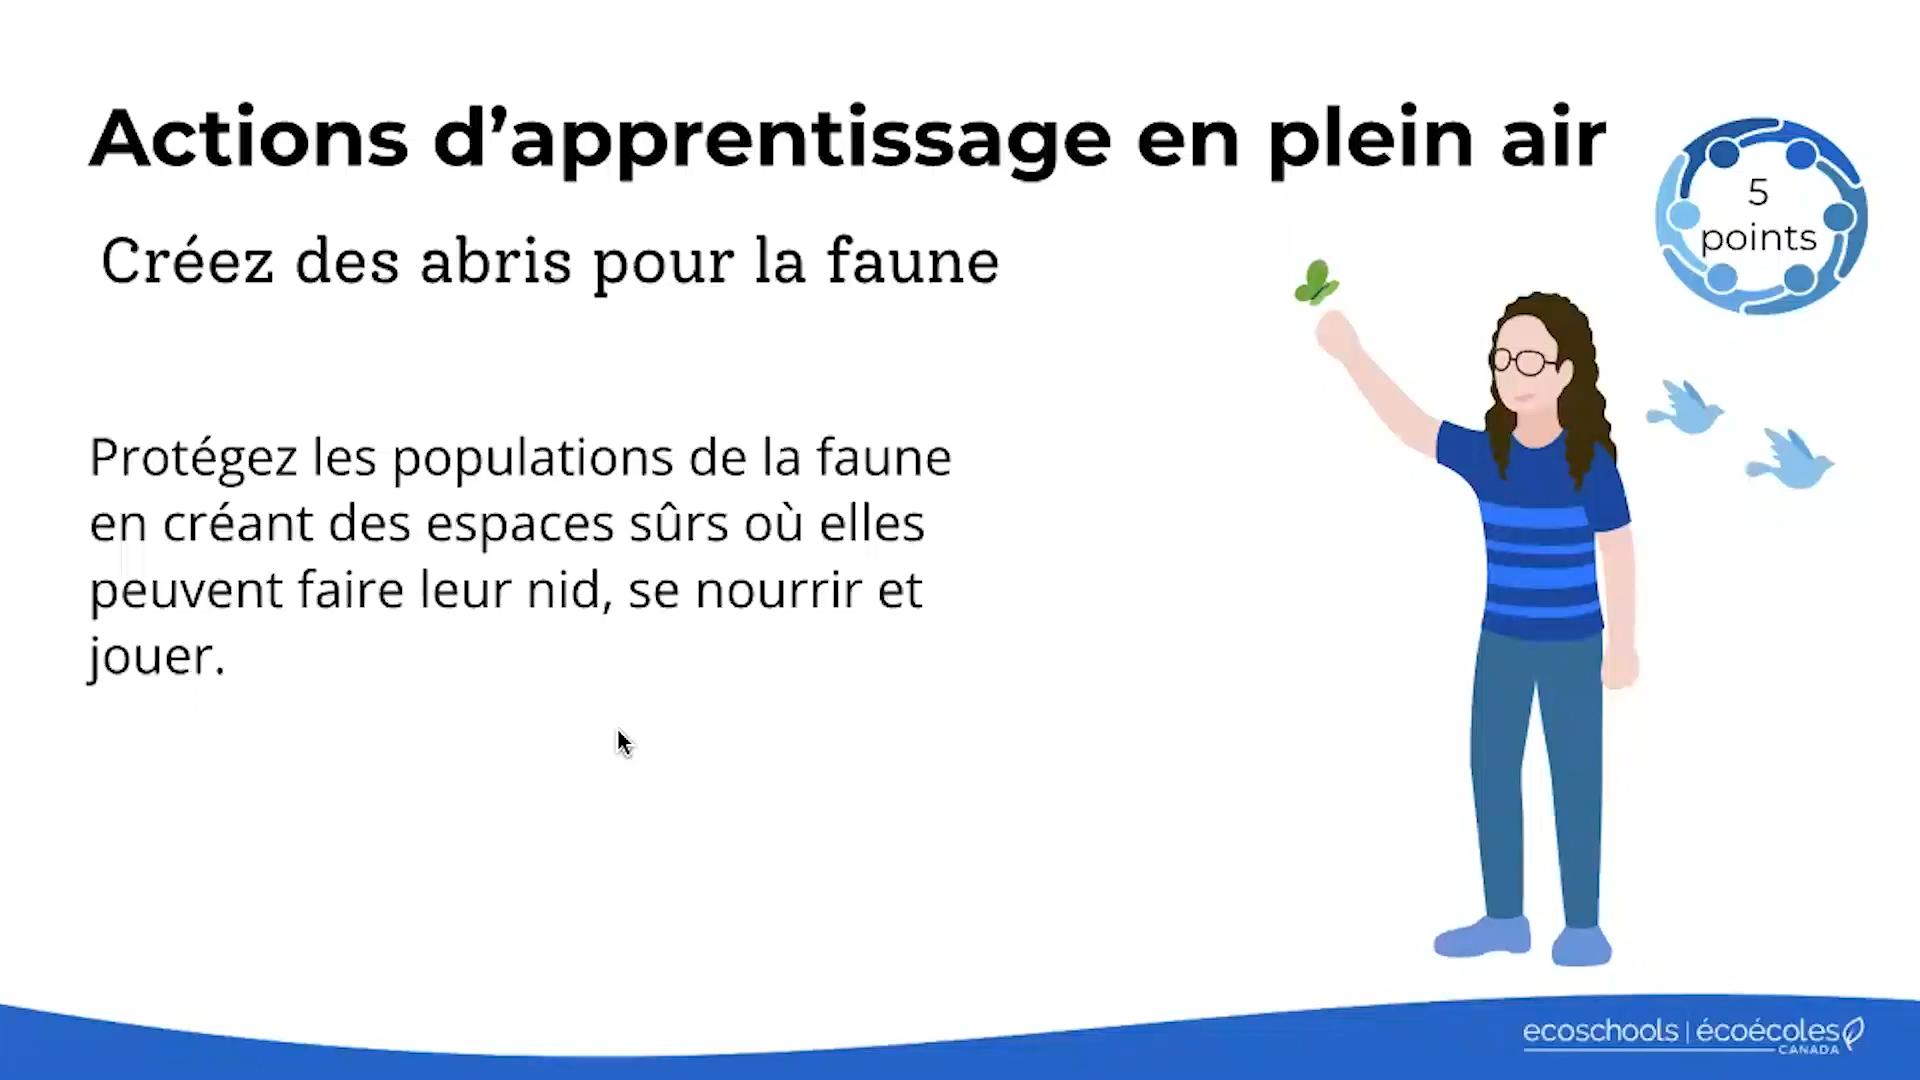 Actions d’apprentissage en plein air
5
points
Créez des abris pour la faune
Protégez les populations de la faune
en créant des espaces sûrs où elles
peuvent faire leur nid, se nourrir et
jouer.
ecoschools | écoécoles
CANADA